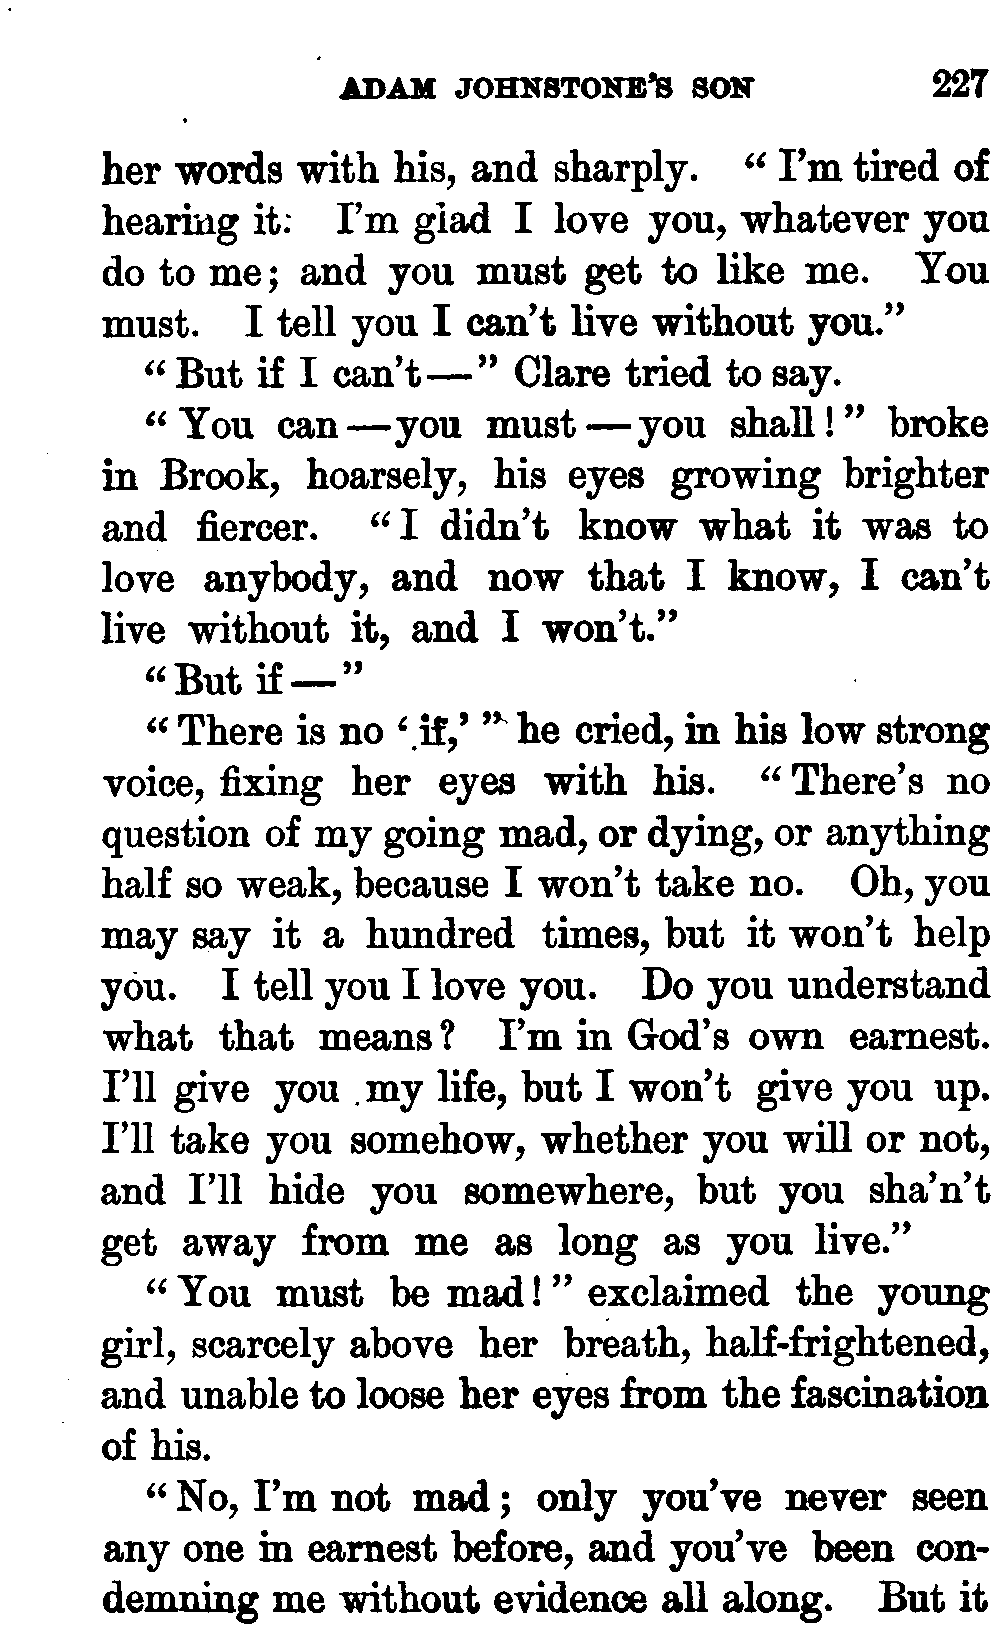 ADAM JOHNSTONE'S SON 227
her words with his, and sharply. "I'm tired of
hearing it: I'm glad I love you, whatever you
do to me; and you must get to like me. You
must. I tell you I can't live without you."
"But if I can't—" Clare tried to say.
"You can—you must—you shall!" broke
in Brook, hoarsely, his eyes growing brighter
and fiercer. "I didn't know what it was to
love anybody, and now that I know, I can't
live without it, and I won't."
"But if—"
"There is no 'if,'" he cried, in his low strong
voice, fixing her eyes with his. "There's no
question of my going mad, or dying, or anything
half so weak, because I won't take no. Oh, you
may say it a hundred times, but it won't help
you. I tell you I love you. Do you understand
what that means? I'm in God's own earnest.
I'll give you my life, but I won't give you up.
I'll take you somehow, whether you will or not,
and I'll hide you somewhere, but you sha'n't
get away from me as long as you live."
"You must be mad!" exclaimed the young
girl, scarcely above her breath, half-frightened,
and unable to loose her eyes from the fascination
of his.
"No, I'm not mad; only you've never seen
any one in earnest before, and you've been con-
demning me without evidence all along. But it